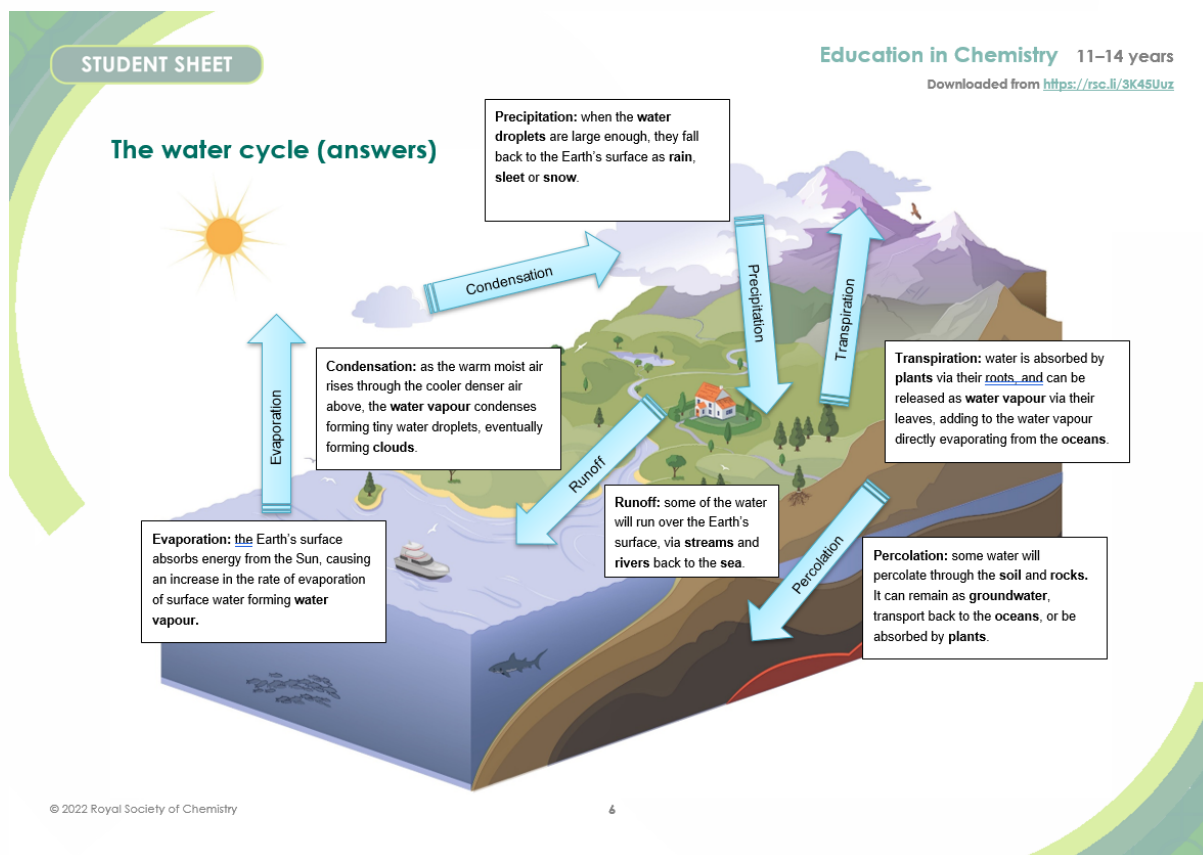 STUDENT SHEET
Education in Chemistry 11–14 years
Downloaded from https://rsc.li/3K45Uuz
The water cycle (answers)
Precipitation: when the water
droplets are large enough, they fall
back to the Earth's surface as rain,
sleet or snow.
Condensation
Precipitation
Transpiration
Evaporation
Condensation: as the warm moist air
rises through the cooler denser air
above, the water vapour condenses
forming tiny water droplets, eventually
forming clouds.
Transpiration: water is absorbed by
plants via their roots, and can be
released as water vapour via their
leaves, adding to the water vapour
directly evaporating from the oceans.
Runoff
Runoff: some of the water
will run over the Earth's
surface, via streams and
rivers back to the sea.
Evaporation: the Earth's surface
absorbs energy from the Sun, causing
an increase in the rate of evaporation
of surface water forming water
vapour.
Percolation
Percolation: some water will
percolate through the soil and rocks.
It can remain as groundwater,
transport back to the oceans, or be
absorbed by plants.
© 2022 Royal Society of Chemistry
6